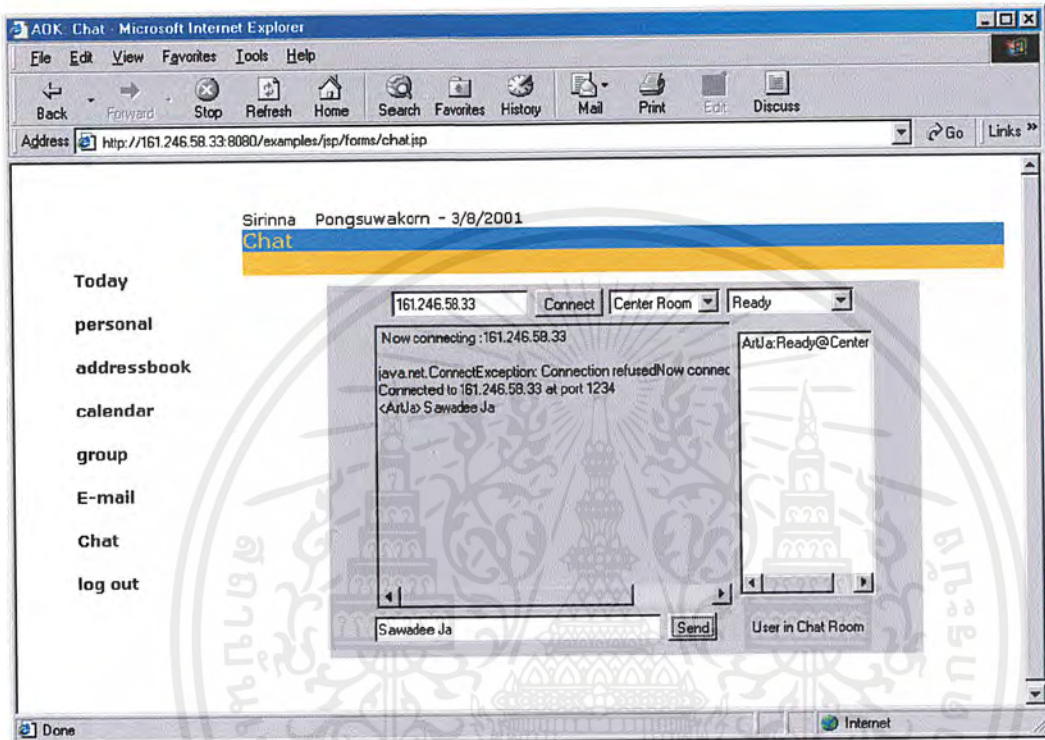 AOK: Chat - Microsoft Internet Explorer
File Edit View Favorites Tools Help
Back Forward Stop Refresh Home Search Favorites History Mail Print Edit Discuss
Address http://161.246.58.33:8080/examples/jsp/forms/chat.jsp Go Links »
Sirinna Pongsuwakorn - 3/8/2001
Chat
Today
personal
addressbook
calendar
group
E-mail
Chat
log out
161.246.58.33 Connect Center Room Ready
Now connecting :161.246.58.33
java.net.ConnectException: Connection refusedNow connec
Connected to 161.246.58.33 at port 1234
<ArtJa> Sawadee Ja
ArtJa:Ready@Center
Sawadee Ja Send User in Chat Room
Done Internet